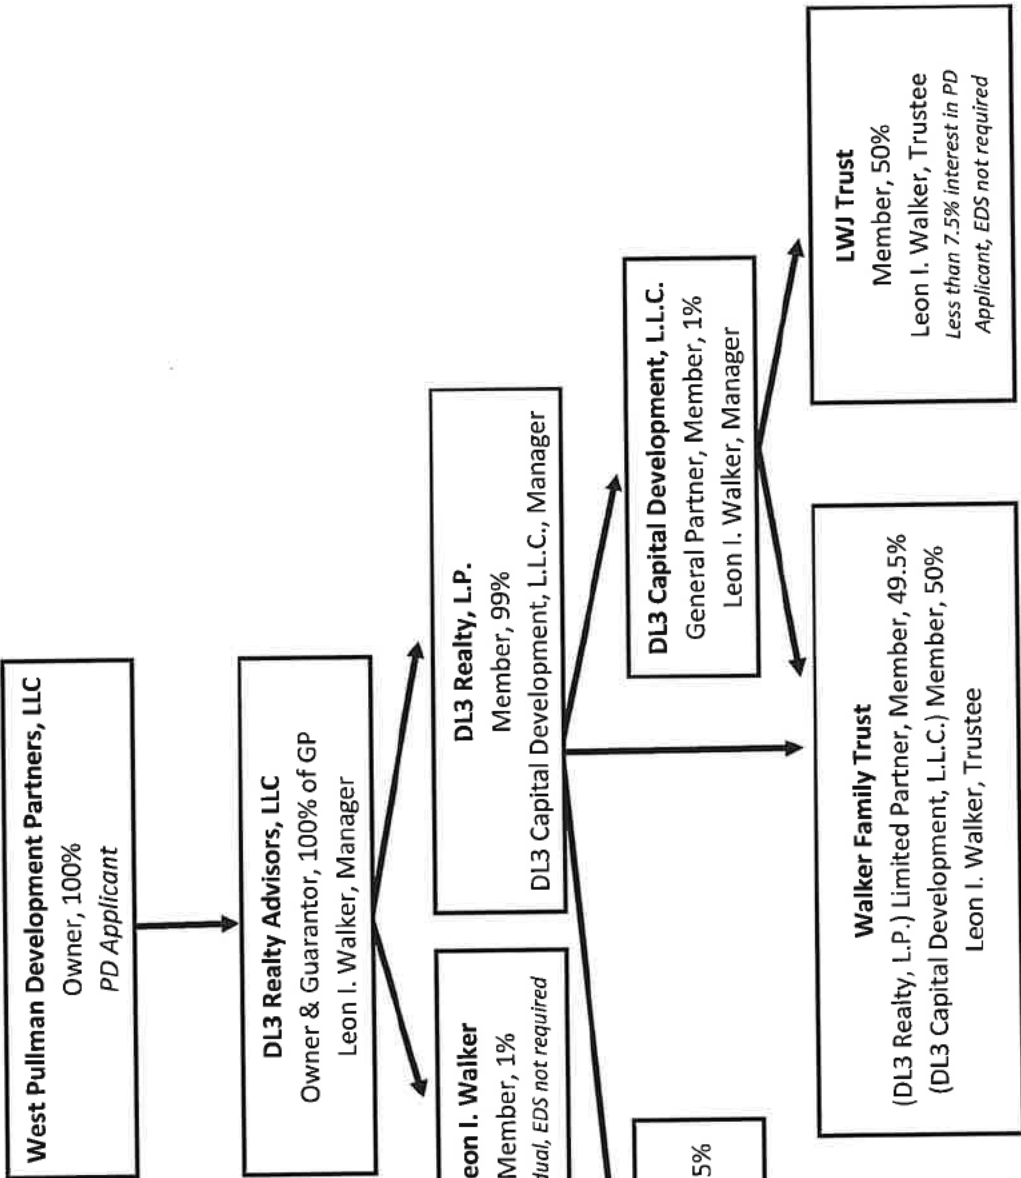 West Pullman Development Partners, LLC
Owner, 100%
PD Applicant
DL3 Realty Advisors, LLC
Owner & Guarantor, 100% of GP
Leon I. Walker, Manager
eon I. Walker
Member, 1%
dual, EDS not required
DL3 Realty, L.P.
Member, 99%
DL3 Capital Development, L.L.C., Manager
5%
DL3 Capital Development, L.L.C.
General Partner, Member, 1%
Leon I. Walker, Manager
Walker Family Trust
(DL3 Realty, L.P.) Limited Partner, Member, 49.5%
(DL3 Capital Development, L.L.C.) Member, 50%
Leon I. Walker, Trustee
LWJ Trust
Member, 50%
Leon I. Walker, Trustee
Less than 7.5% interest in PD
Applicant, EDS not required